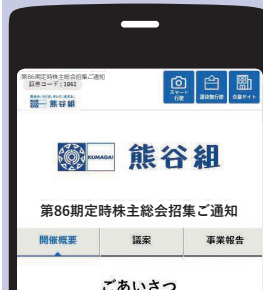 第86期定時株主総会招集ご通知
証券コード:1861
熊谷組
スマート
行使
議決権行使
企業サイト
KUMAGAI
熊谷組
第86期定時株主総会招集ご通知
開催概要
議案
事業報告
ごあいさつ